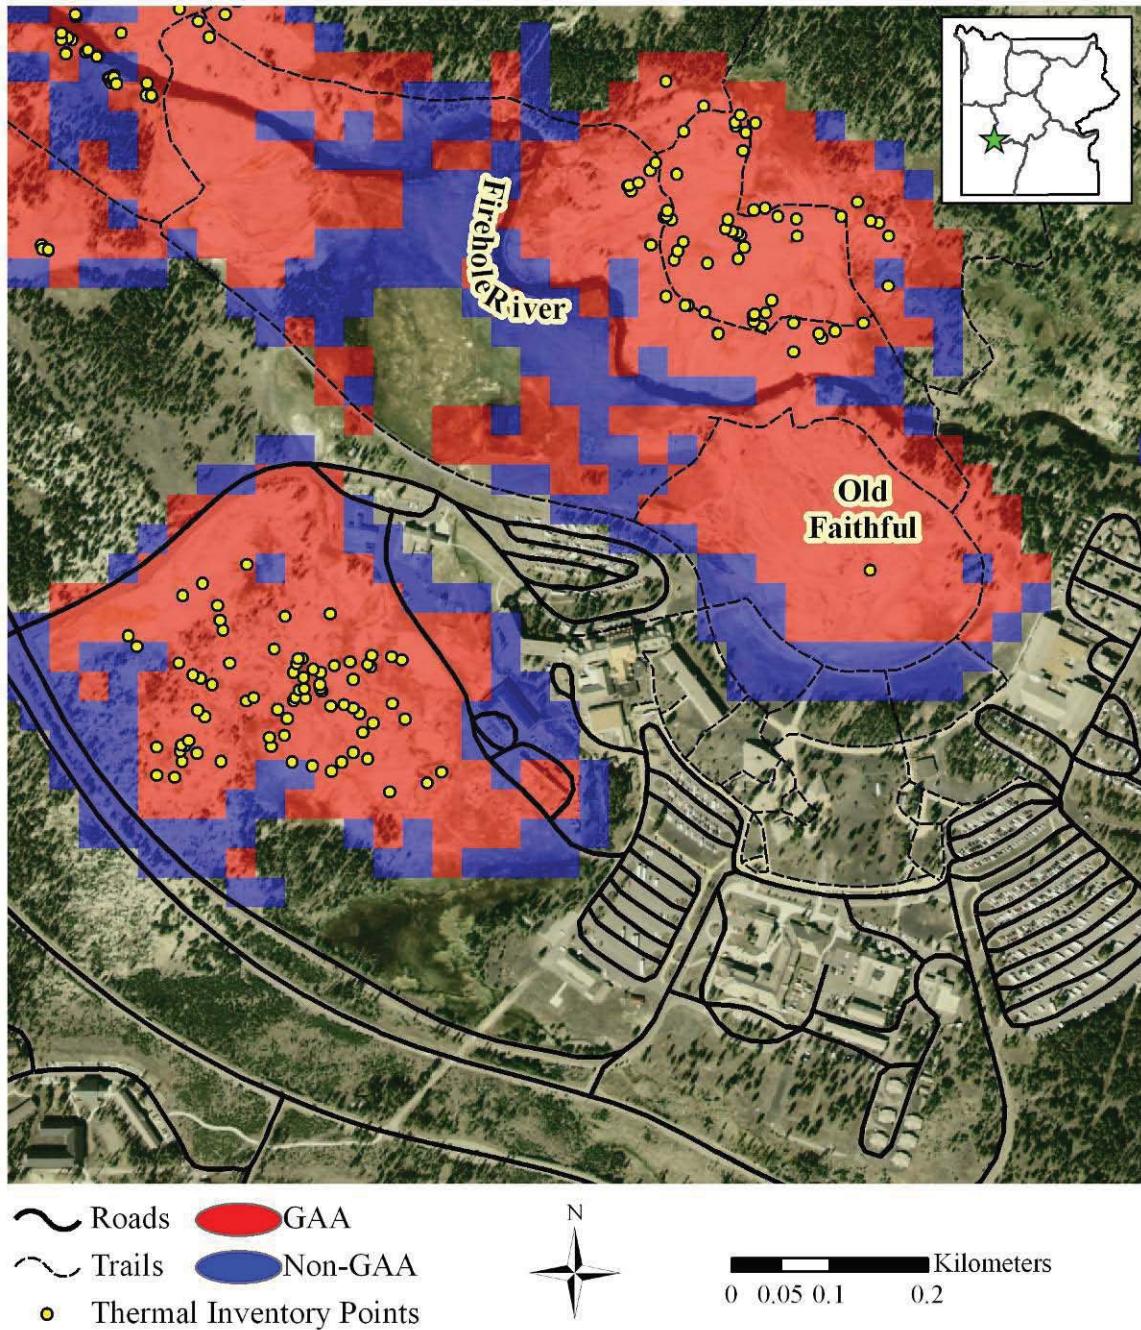 Firehole River
Old
Faithful
Roads
GAA
Trails
Non-GAA
Thermal Inventory Points
N
Kilometers
0 0.05 0.1 0.2